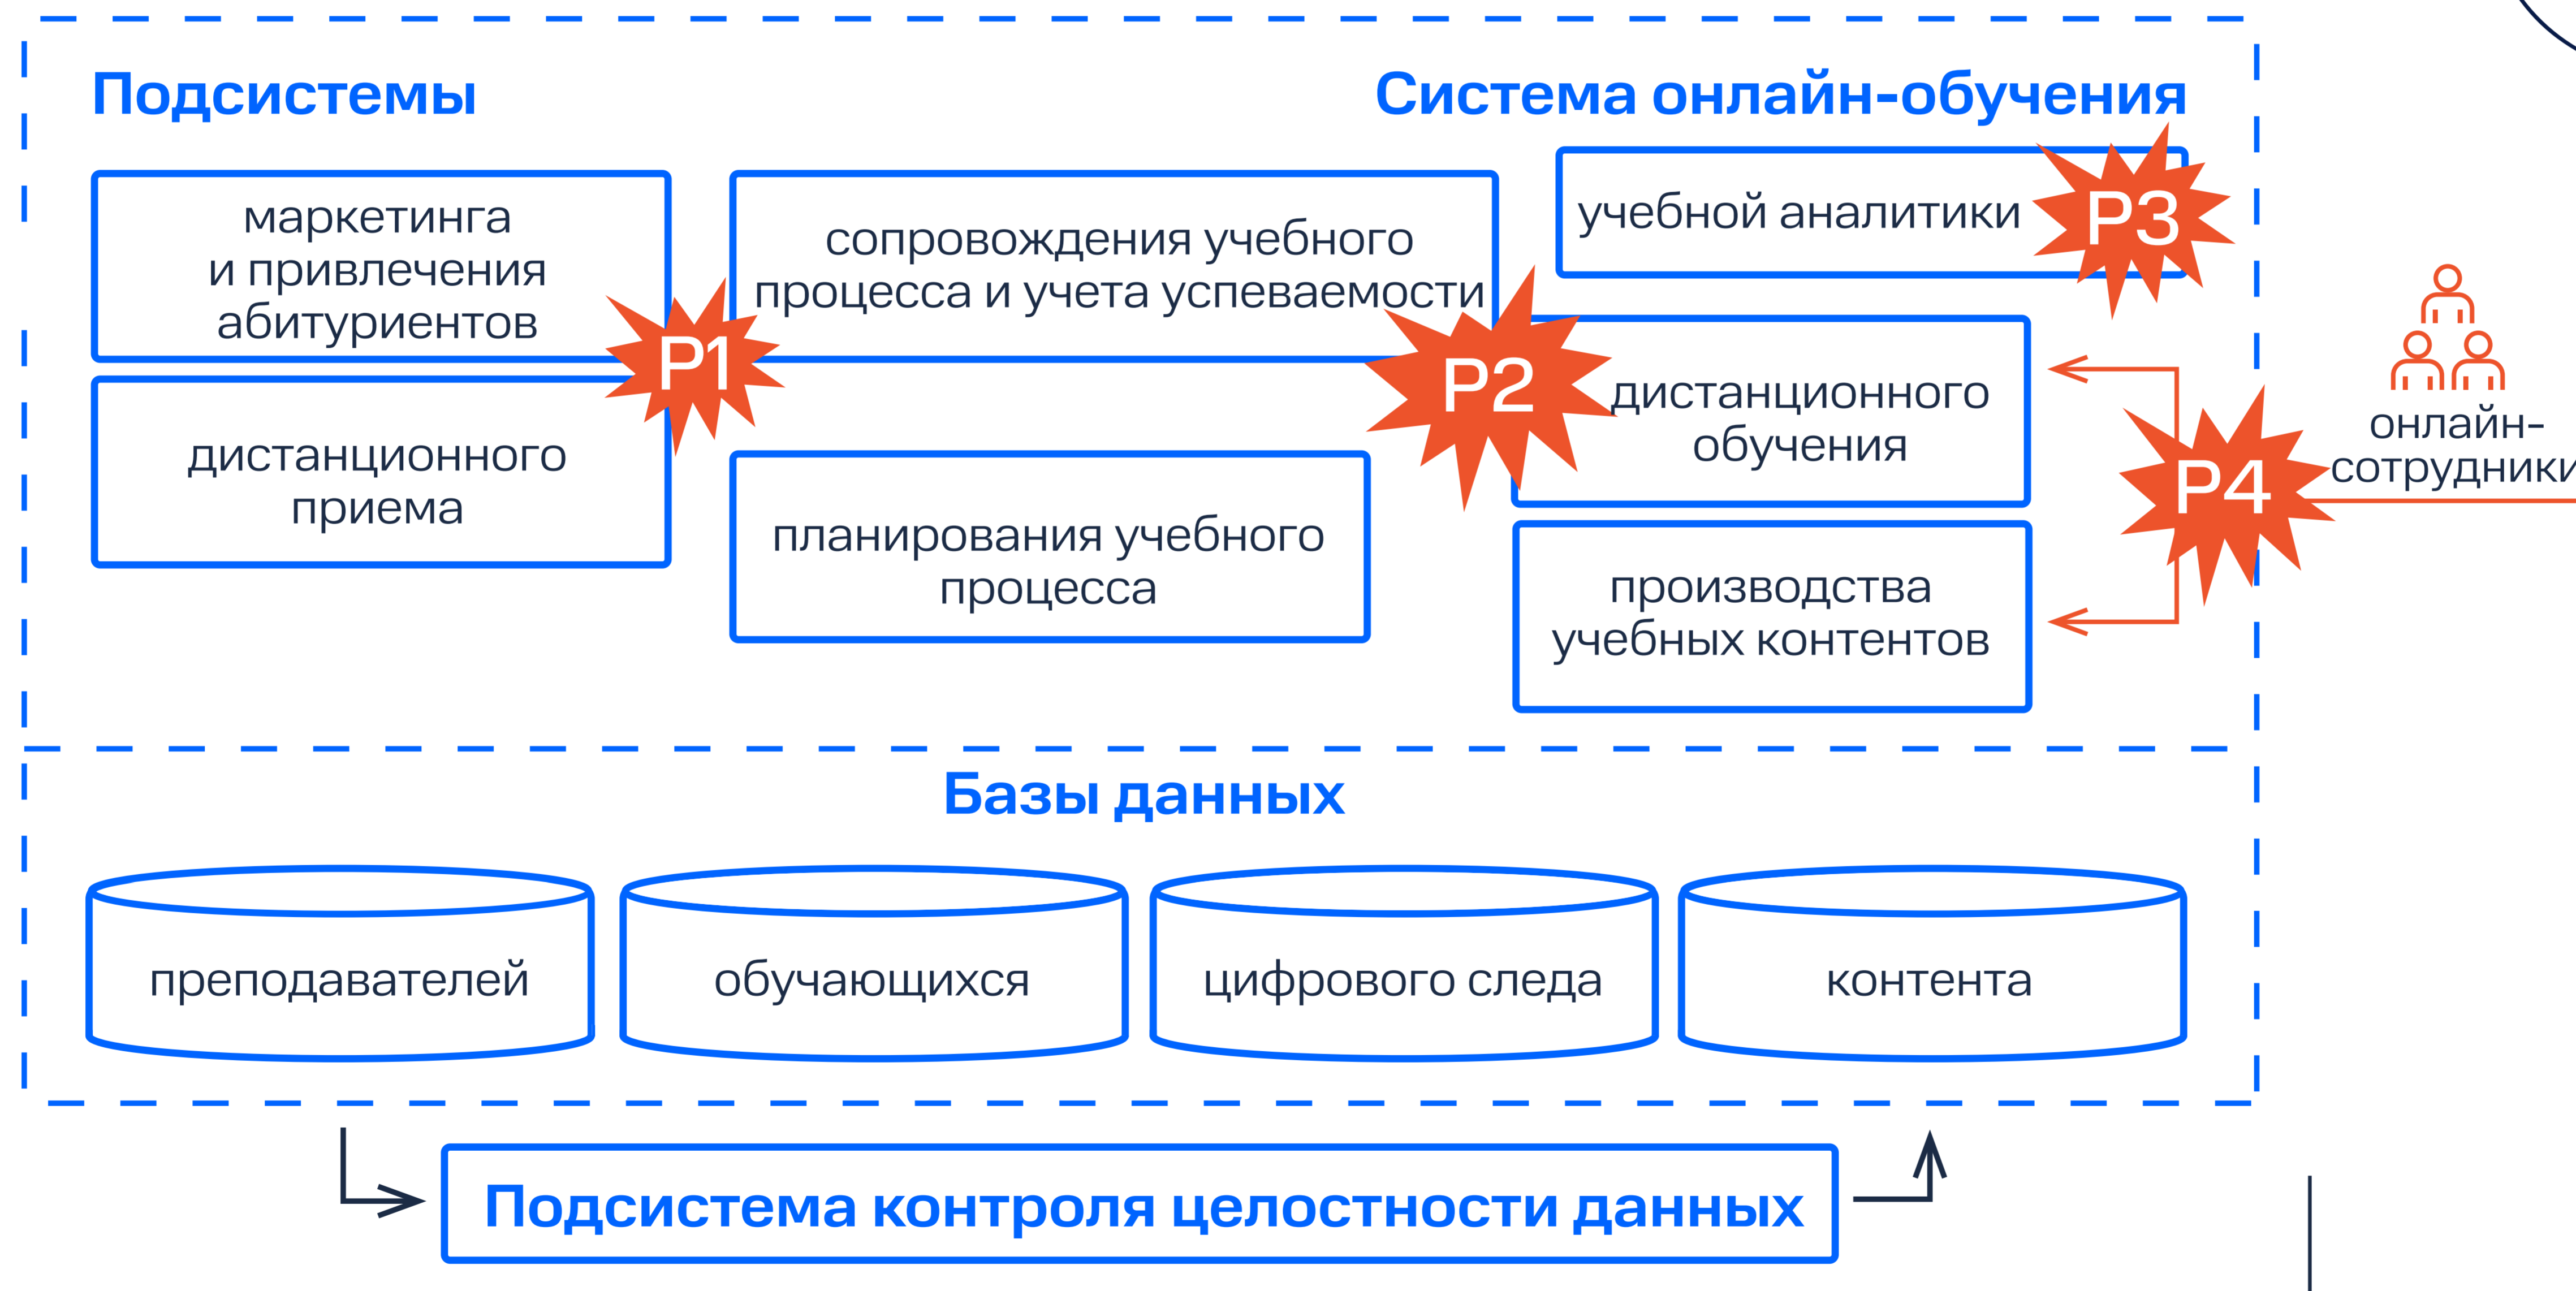 Подсистемы
Система онлайн-обучения
маркетинга
и привлечения
абитуриентов
дистанционного
приема
P1
сопровождения учебного
процесса и учета успеваемости
планирования учебного
процесса
P2
учебной аналитики
P3
дистанционного
обучения
производства
учебных контентов
P4
онлайн-
сотрудники
Базы данных
преподавателей
обучающихся
цифрового следа
контента
Подсистема контроля целостности данных